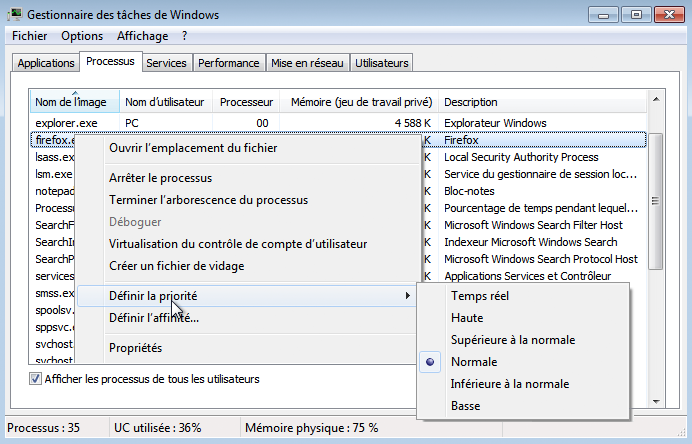 Gestionnaire des tâches de Windows
Fichier Options Affichage ?
Applications Processus Services Performance Mise en réseau Utilisateurs
Nom de l'image Nom d'utilisateur Processeur Mémoire (jeu de travail privé) Description
explorer.exe PC 00 4 588 K Explorateur Windows
firefox.e K Firefox
lsass.ex K Local Security Authority Process
lsm.exe K Service du gestionnaire de session loc...
notepad K Bloc-notes
Process K Pourcentage de temps pendant lequel...
SearchF K Microsoft Windows Search Filter Host
SearchIn K Indexeur Microsoft Windows Search
SearchP K Microsoft Windows Search Protocol Host
services K Applications Services et Contrôleur
smss.ex
spoolsv.
sppsvc.
svchost
svchost
Ouvrir l'emplacement du fichier
Arrêter le processus
Terminer l'arborescence du processus
Déboguer
Virtualisation du contrôle de compte d'utilisateur
Créer un fichier de vidage
Définir la priorité
Définir l'affinité...
Propriétés
Temps réel
Haute
Supérieure à la normale
Normale
Inférieure à la normale
Basse
Afficher les processus de tous les utilisateurs
Processus : 35 UC utilisée : 36% Mémoire physique : 75 %